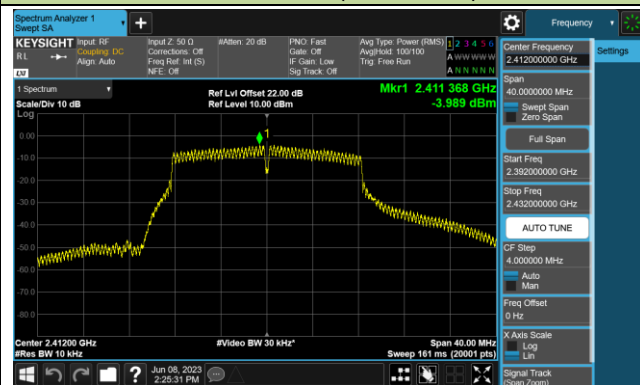 Spectrum Analyzer 1
Swept SA
Frequency
KEYSIGHT
RL
LXI
Input: RF
Coupling: DC
Align: Auto
Input Z: 50 Ω
Corrections: Off
Freq Ref: Int (S)
NFE: Off
#Atten: 20 dB
PNO: Fast
Gate: Off
IF Gain: Low
Sig Track: Off
Avg Type: Power (RMS)
Avg|Hold: 100/100
Trig: Free Run
1 2 3 4 5 6
A W W W W W
A N N N N N
Center Frequency
2.412000000 GHz
Settings
1 Spectrum
Scale/Div 10 dB
Log
Ref Lvl Offset 22.00 dB
Ref Level 10.00 dBm
Mkr1 2.411 368 GHz
-3.989 dBm
Span
40.0000000 MHz
Swept Span
Zero Span
Full Span
Start Freq
2.392000000 GHz
Stop Freq
2.432000000 GHz
AUTO TUNE
CF Step
4.000000 MHz
Auto
Man
Freq Offset
0 Hz
X Axis Scale
Log
Lin
Signal Track
(Span Zoom)
1
0.00
-10.0
-20.0
-30.0
-40.0
-50.0
-60.0
-70.0
-80.0
Center 2.41200 GHz
#Res BW 10 kHz
#Video BW 30 kHz*
Span 40.00 MHz
Sweep 161 ms (20001 pts)
?
Jun 08, 2023
2:25:31 PM